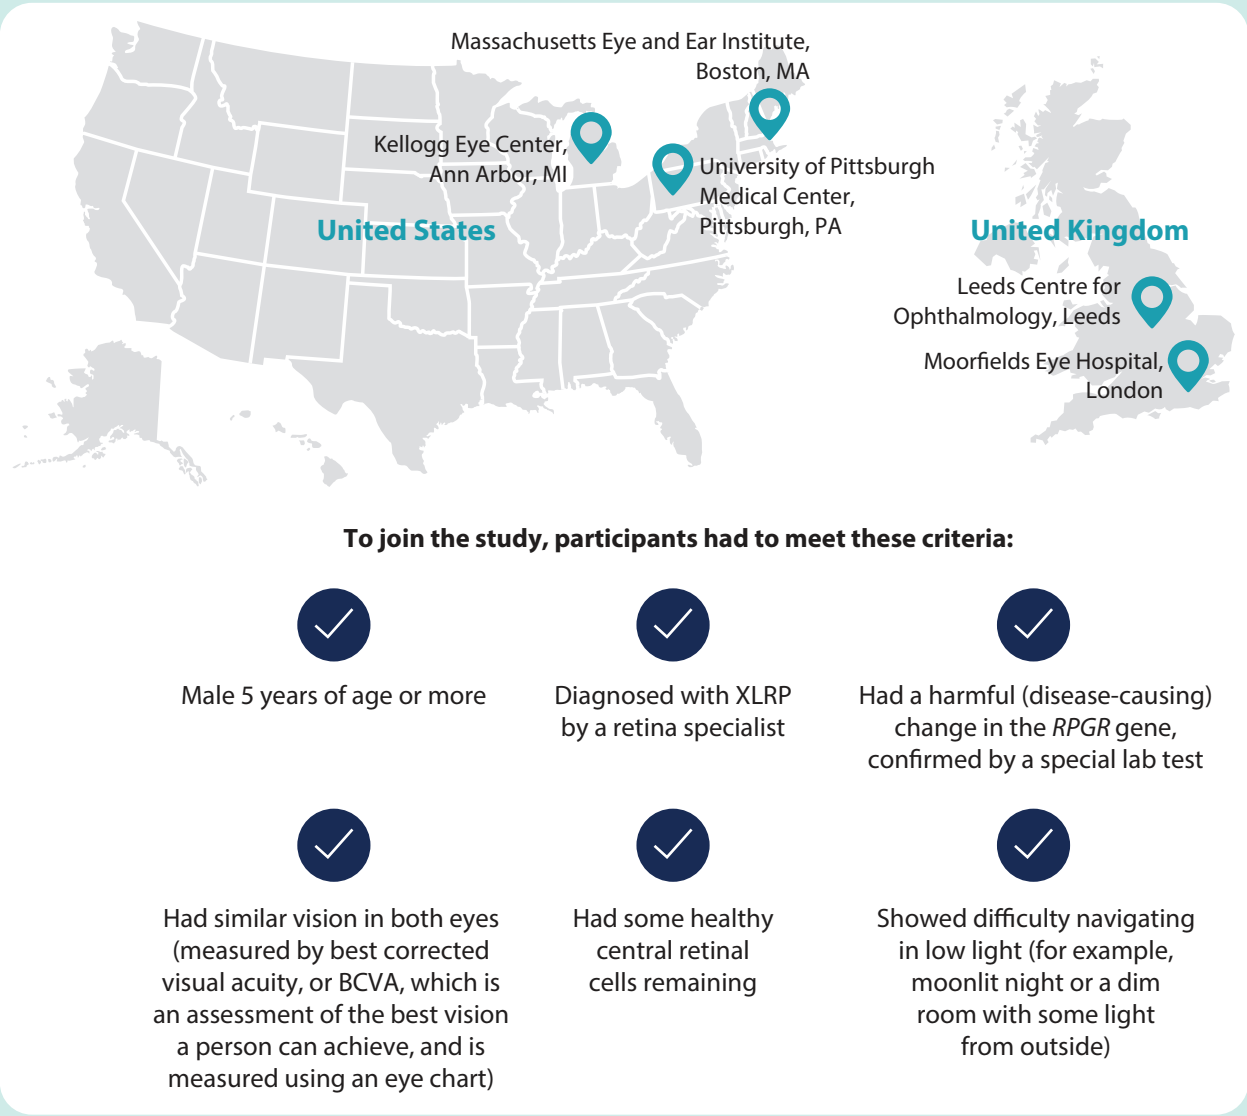 Massachusetts Eye and Ear Institute,
Boston, MA
Kellogg Eye Center,
Ann Arbor, MI
University of Pittsburgh
Medical Center,
Pittsburgh, PA
United States
United Kingdom
Leeds Centre for
Ophthalmology, Leeds
Moorfields Eye Hospital,
London
To join the study, participants had to meet these criteria:
Male 5 years of age or more
Diagnosed with XLRP
by a retina specialist
Had a harmful (disease-causing)
change in the RPGR gene,
confirmed by a special lab test
Had similar vision in both eyes
(measured by best corrected
visual acuity, or BCVA, which is
an assessment of the best vision
a person can achieve, and is
measured using an eye chart)
Had some healthy
central retinal
cells remaining
Showed difficulty navigating
in low light (for example,
moonlit night or a dim
room with some light
from outside)